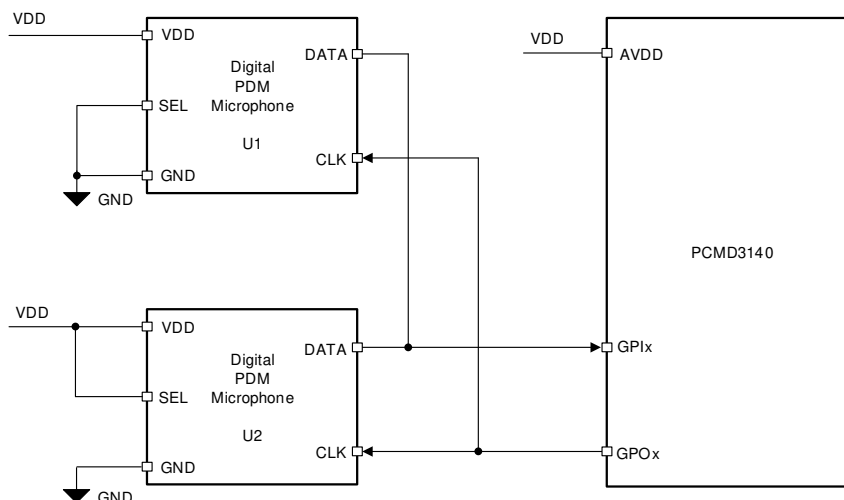 VDD
VDD
DATA
Digital
PDM
Microphone
SEL
U1
CLK
GND
GND
VDD
AVDD
PCMD3140
VDD
VDD
DATA
Digital
PDM
Microphone
SEL
U2
CLK
GND
GND
GPIx
GPOx